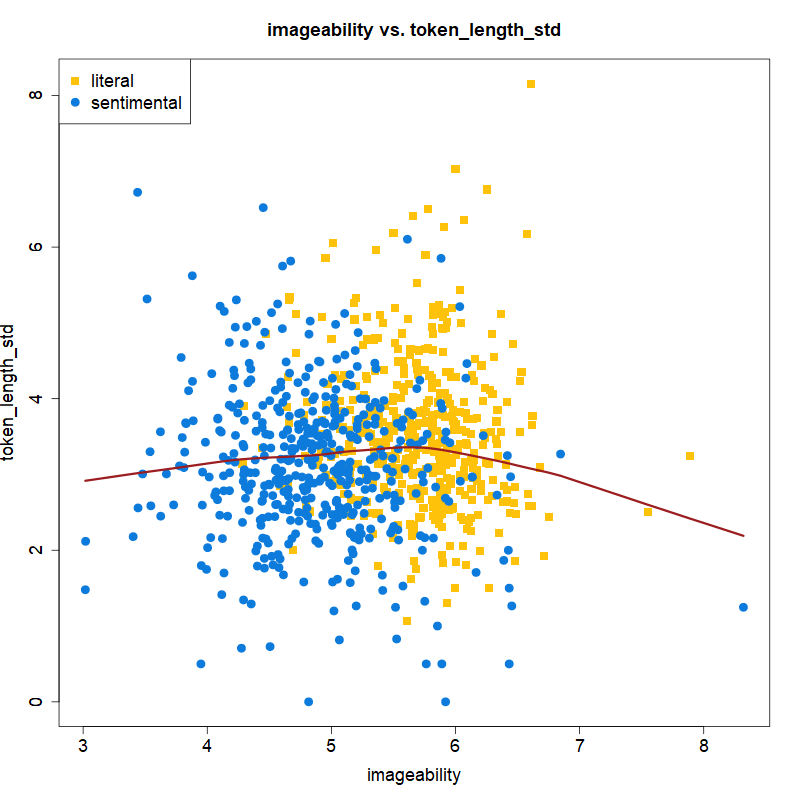 imageability vs. token_length_std
literal
sentimental
token_length_std
8
6
4
2
0
3 4 5 6 7 8
imageability